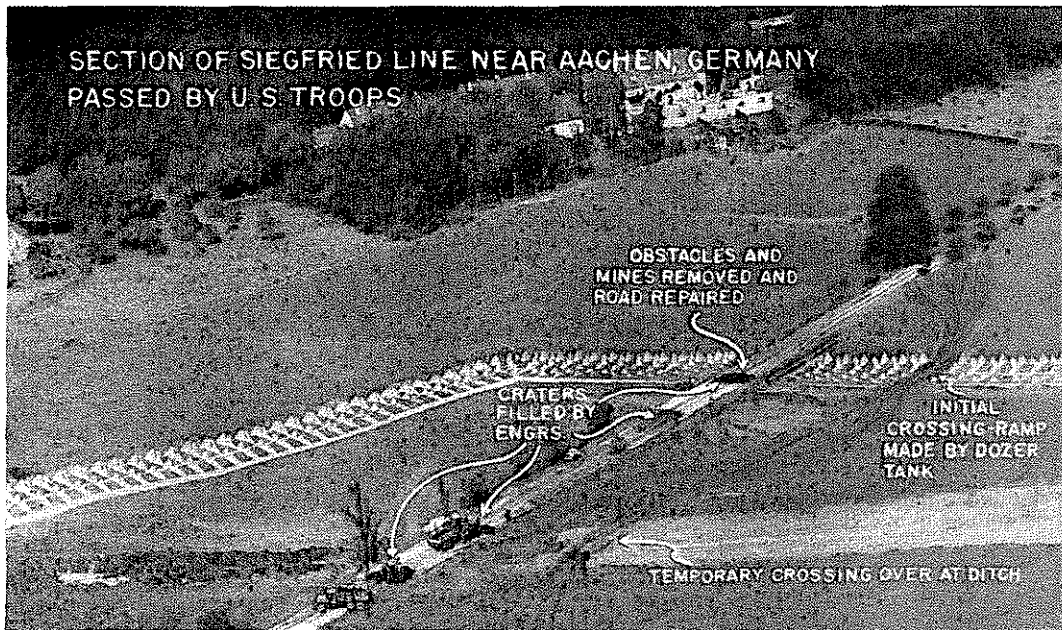 SECTION OF SIEGFRIED LINE NEAR AACHEN, GERMANY
PASSED BY U.S. TROOPS
OBSTACLES AND
MINES REMOVED AND
ROAD REPAIRED
CRATERS
FILLED BY
ENGRS.
INITIAL
CROSSING-RAMP
MADE BY DOZER
TANK
TEMPORARY CROSSING OVER AT DITCH